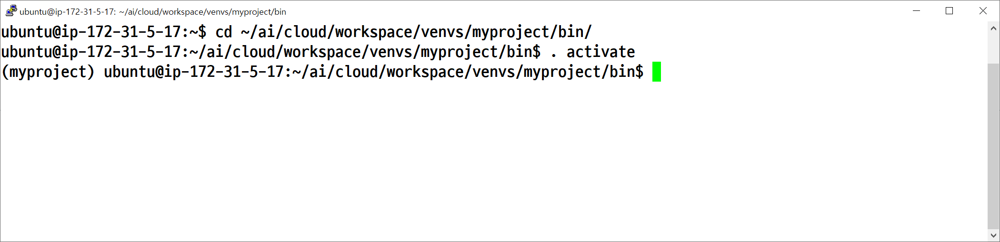 ubuntu@ip-172-31-5-17: ~/ai/cloud/workspace/venvs/myproject/bin
ubuntu@ip-172-31-5-17:~$ cd ~/ai/cloud/workspace/venvs/myproject/bin/
ubuntu@ip-172-31-5-17:~/ai/cloud/workspace/venvs/myproject/bin$ . activate
(myproject) ubuntu@ip-172-31-5-17:~/ai/cloud/workspace/venvs/myproject/bin$